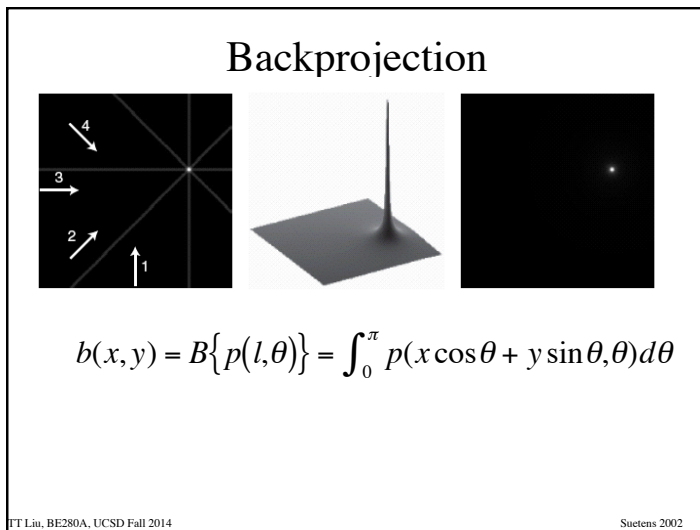 Backprojection
4
3
2
1
b(x, y) = B{p(l,θ)} = ∫₀^π p(x cosθ + y sinθ,θ)dθ
TT Liu, BE280A, UCSD Fall 2014
Suetens 2002